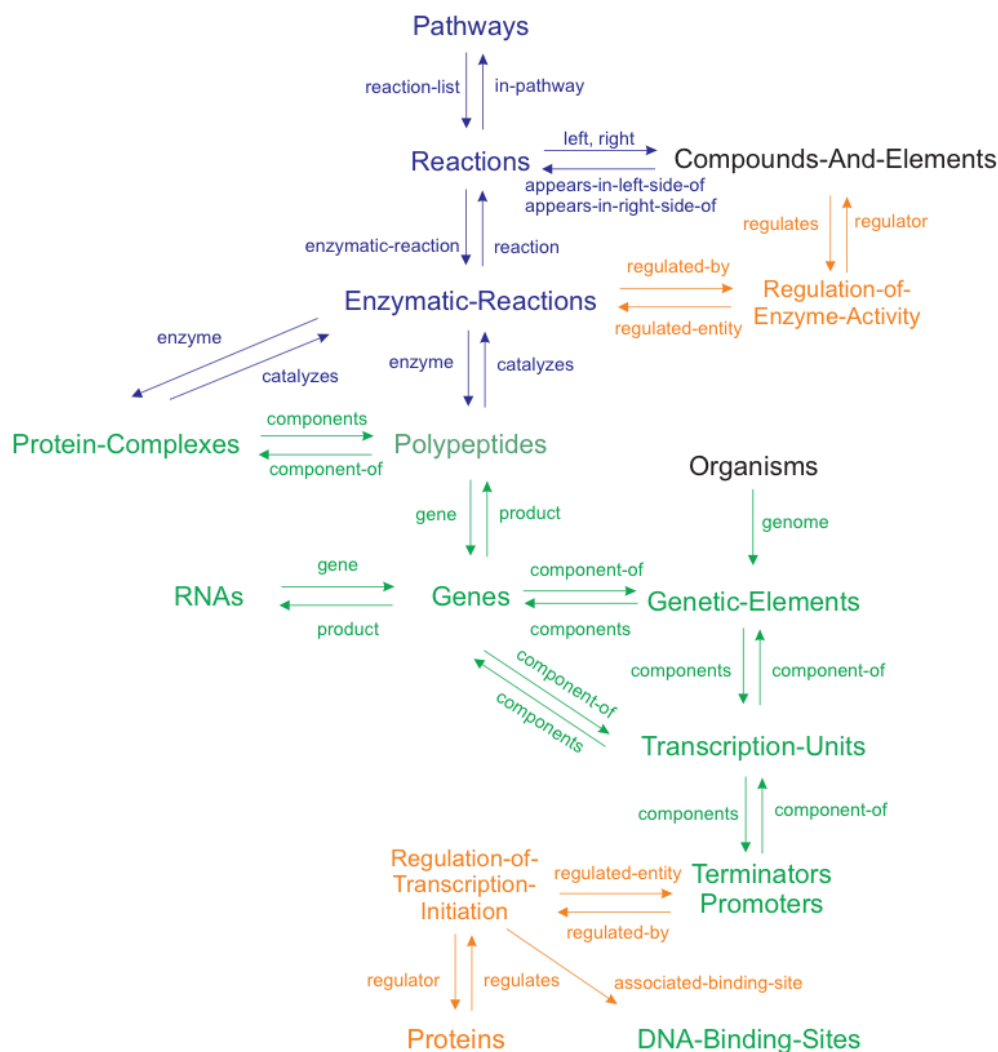 Pathways
reaction-list
in-pathway
Reactions
left, right
appears-in-left-side-of
appears-in-right-side-of
Compounds-And-Elements
enzymatic-reaction
reaction
regulates
regulator
Enzymatic-Reactions
regulated-by
regulated-entity
Regulation-of-
Enzyme-Activity
enzyme
catalyzes
enzyme
catalyzes
Protein-Complexes
components
component-of
Polypeptides
Organisms
gene
product
genome
RNAs
gene
product
Genes
component-of
components
Genetic-Elements
component-of
components
components
component-of
Transcription-Units
components
component-of
Regulation-of-
Transcription-
Initiation
regulated-entity
regulated-by
Terminators
Promoters
regulator
regulates
associated-binding-site
Proteins
DNA-Binding-Sites